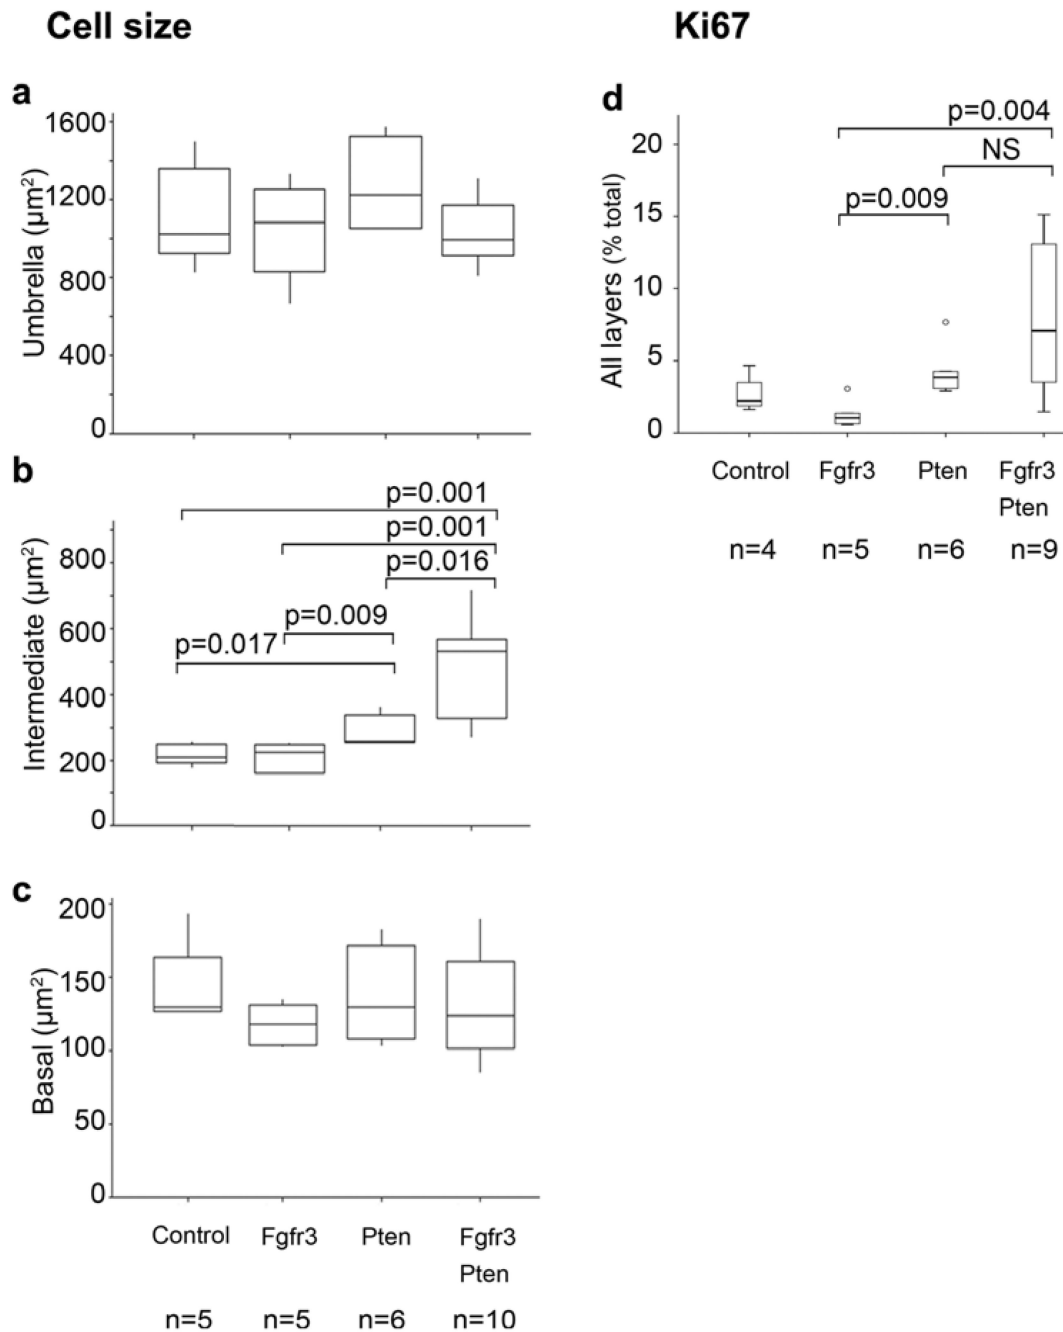 Cell size
Ki67
a
Umbrella (µm²)
1600
1200
800
400
0
b
Intermediate (µm²)
800
600
400
200
0
p=0.001
p=0.001
p=0.016
p=0.009
p=0.017
c
Basal (µm²)
200
150
100
50
0
Control Fgfr3 Pten Fgfr3
Pten
n=5 n=5 n=6 n=10
d
All layers (% total)
20
15
10
5
0
p=0.004
NS
p=0.009
Control Fgfr3 Pten Fgfr3
Pten
n=4 n=5 n=6 n=9